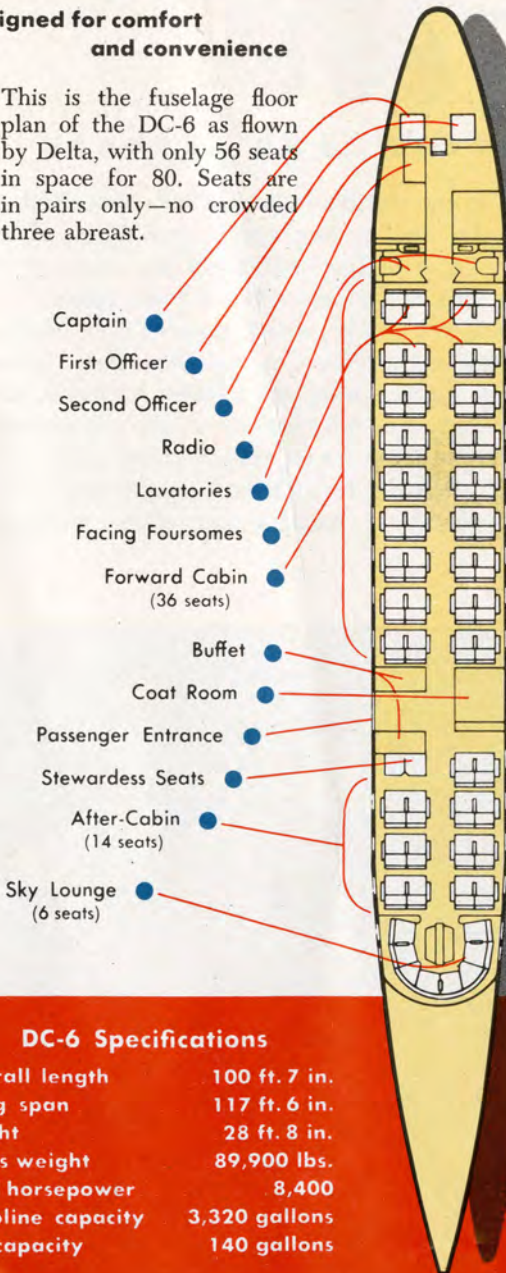 igned for comfort
and convenience
This is the fuselage floor
plan of the DC-6 as flown
by Delta, with only 56 seats
in space for 80. Seats are
in pairs only—no crowded
three abreast.
Captain
First Officer
Second Officer
Radio
Lavatories
Facing Foursomes
Forward Cabin
(36 seats)
Buffet
Coat Room
Passenger Entrance
Stewardess Seats
After-Cabin
(14 seats)
Sky Lounge
(6 seats)
DC-6 Specifications
rall length 100 ft. 7 in.
g span 117 ft. 6 in.
ht 28 ft. 8 in.
s weight 89,900 lbs.
horsepower 8,400
line capacity 3,320 gallons
capacity 140 gallons